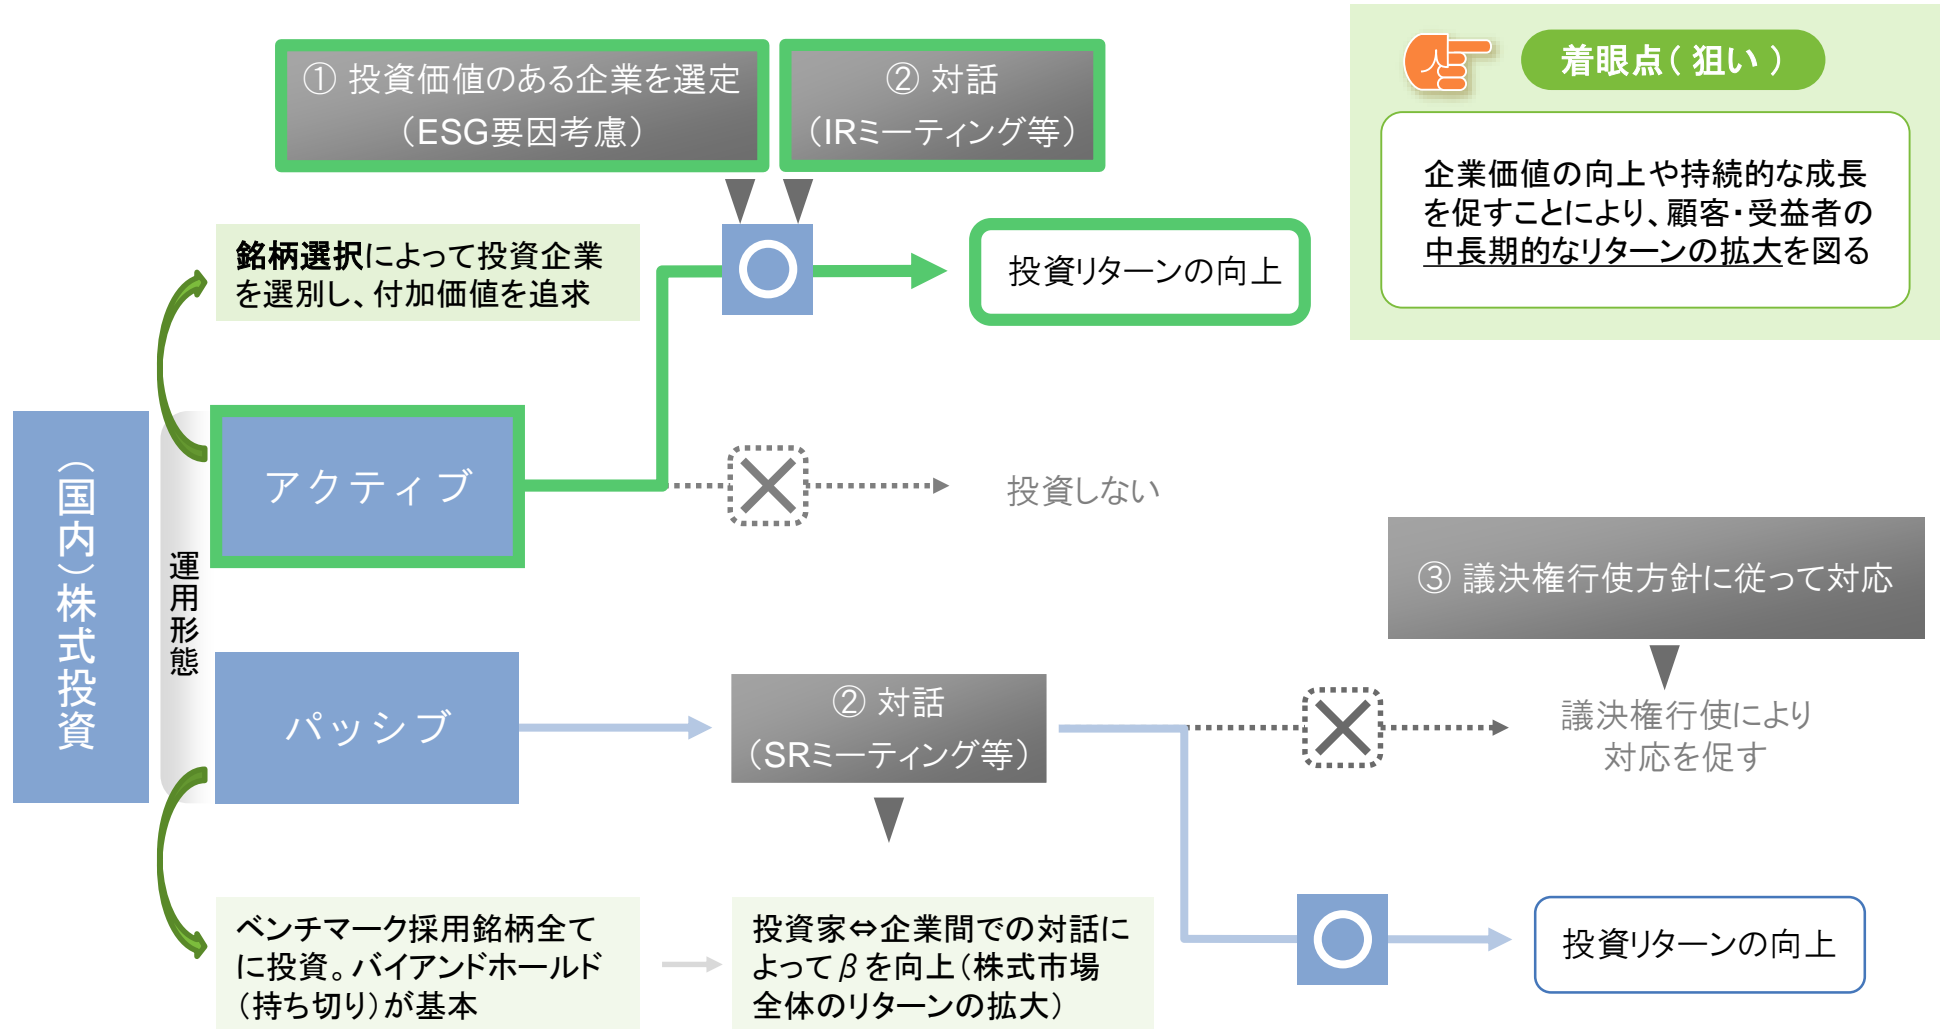 ① 投資価値のある企業を選定
（ESG要因考慮）
② 対話
（IRミーティング等）
着眼点（ 狙い ）
企業価値の向上や持続的な成長
を促すことにより、顧客・受益者の
中長期的なリターンの拡大を図る
銘柄選択によって投資企業
を選別し、付加価値を追求
投資リターンの向上
（国内）株式投資
運用形態
アクティブ
投資しない
③ 議決権行使方針に従って対応
パッシブ
② 対話
（SRミーティング等）
議決権行使により
対応を促す
ベンチマーク採用銘柄全て
に投資。バイアンドホールド
（持ち切り）が基本
投資家⇔企業間での対話に
よってβを向上（株式市場
全体のリターンの拡大）
投資リターンの向上